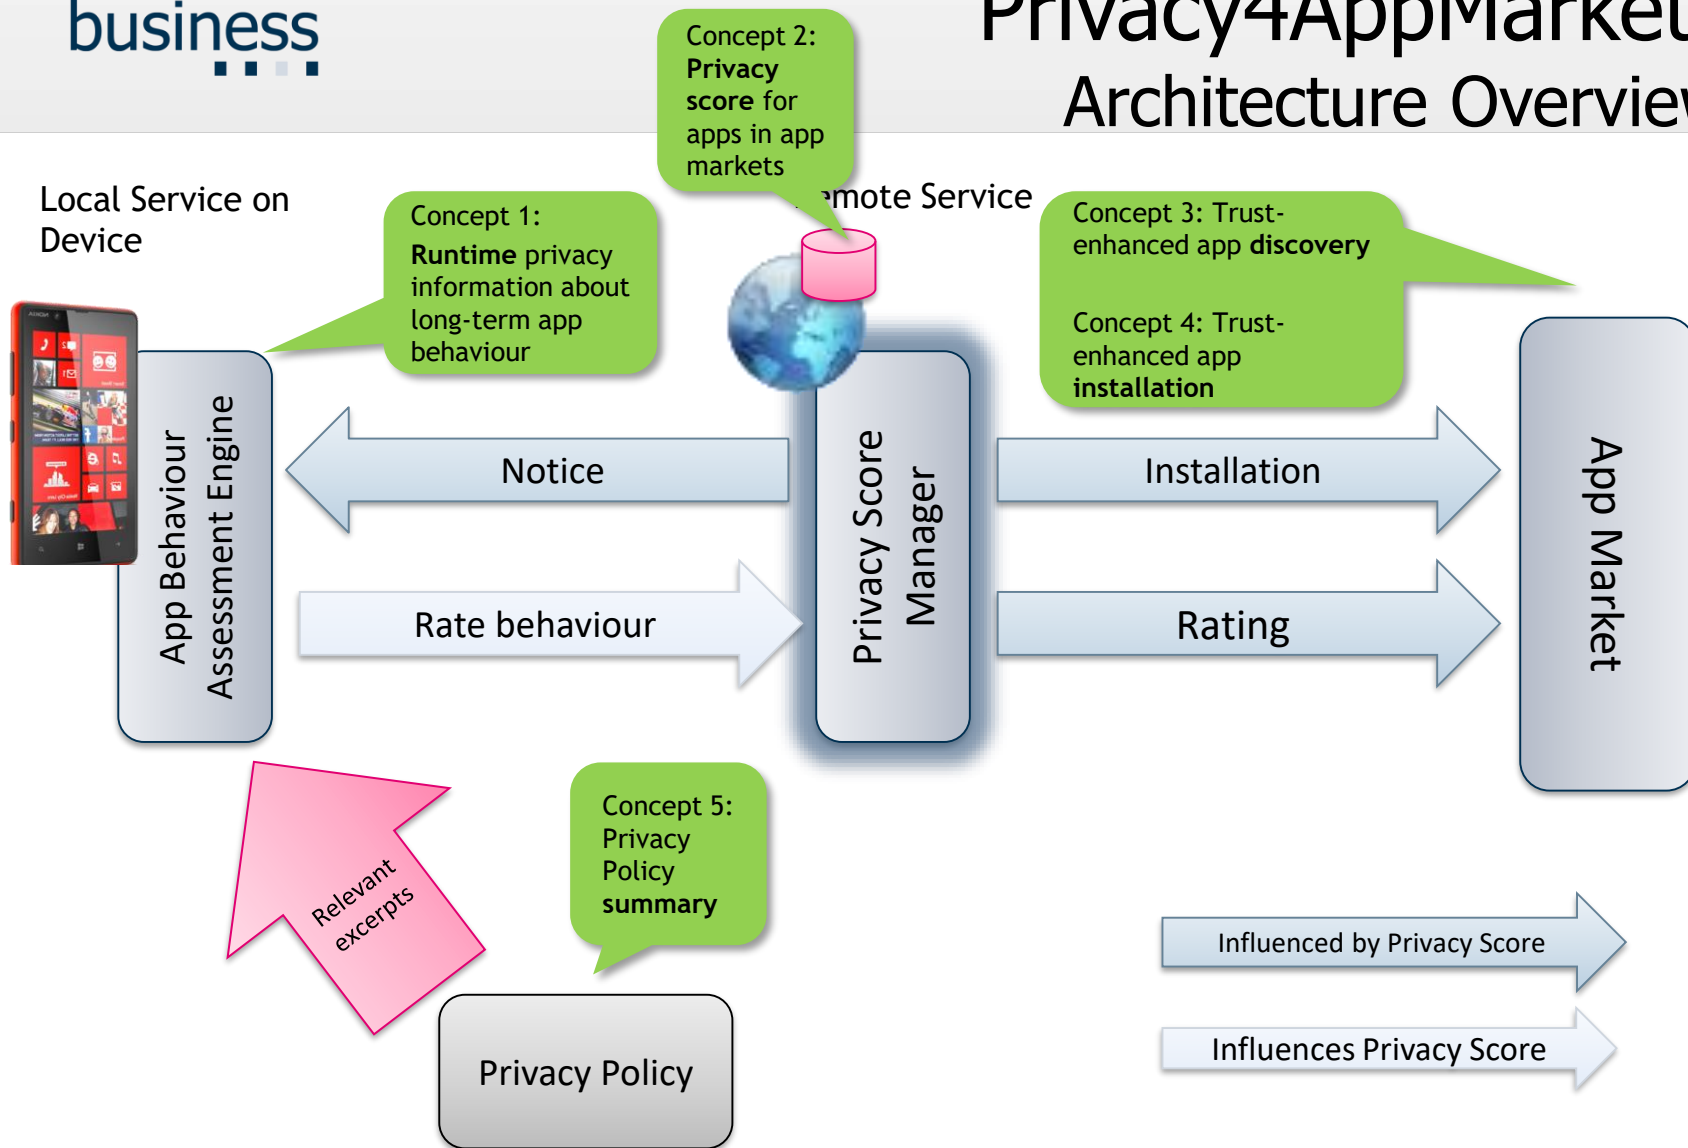 business
Privacy4AppMarket
Architecture Overview
Concept 2:
Privacy
score for
apps in app
markets
Local Service on
Device
Remote Service
Concept 1:
Runtime privacy
information about
long-term app
behaviour
Concept 3: Trust-
enhanced app discovery
Concept 4: Trust-
enhanced app
installation
App Behaviour
Assessment Engine
Notice
Rate behaviour
Privacy Score
Manager
Installation
Rating
App Market
Relevant
excerpts
Concept 5:
Privacy
Policy
summary
Privacy Policy
Influenced by Privacy Score
Influences Privacy Score